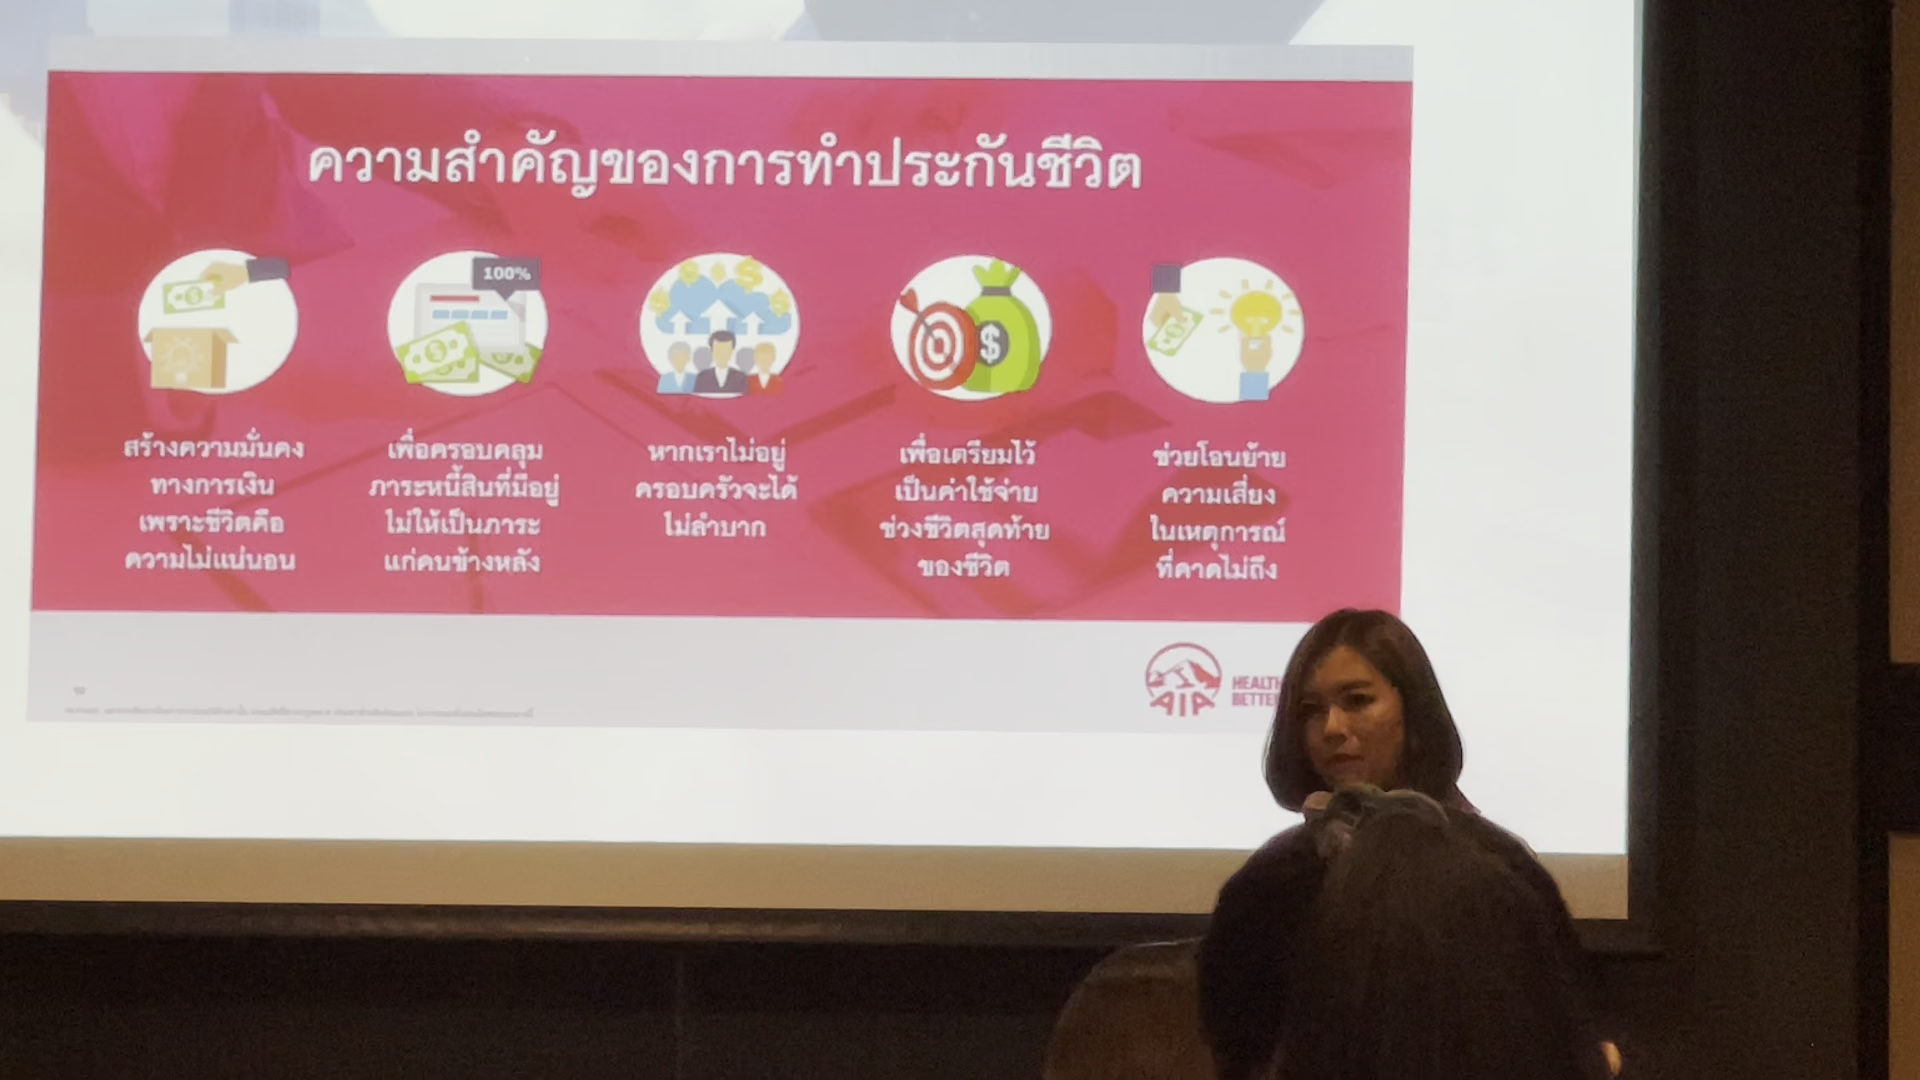 ความสำคัญของการทำประกันชีวิต
100%
สร้างความมั่นคง
ทางการเงิน
เพราะชีวิตคือ
ความไม่แน่นอน
เพื่อครอบคลุม
ภาระหนี้สินที่มีอยู่
ไม่ให้เป็นภาระ
แก่คนข้างหลัง
หากเราไม่อยู่
ครอบครัวจะได้
ไม่ลำบาก
เพื่อเตรียมไว้
เป็นค่าใช้จ่าย
ช่วงชีวิตสุดท้าย
ของชีวิต
ช่วยโอนย้าย
ความเสี่ยง
ในเหตุการณ์
ที่คาดไม่ถึง
AIA